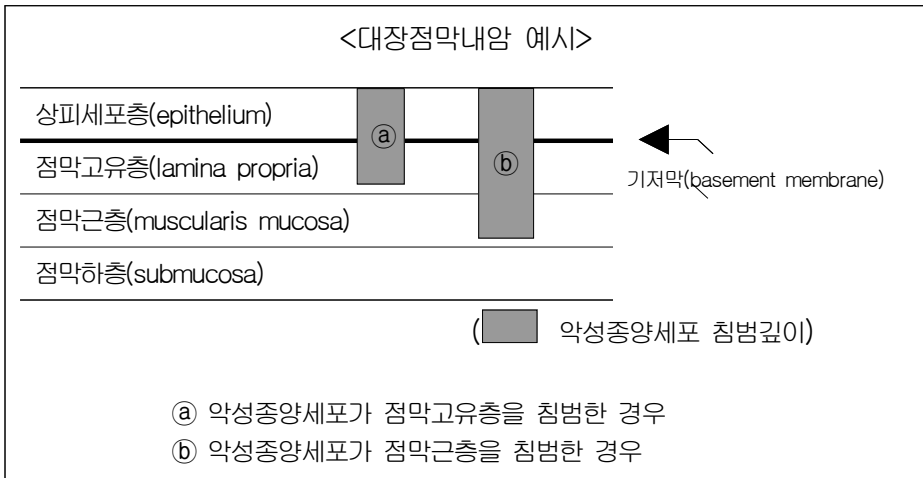 <대장점막내암 예시>
상피세포층(epithelium)
ⓐ
점막고유층(lamina propria)
ⓑ
기저막(basement membrane)
점막근층(muscularis mucosa)
점막하층(submucosa)
( 악성종양세포 침범깊이)
ⓐ 악성종양세포가 점막고유층을 침범한 경우
ⓑ 악성종양세포가 점막근층을 침범한 경우